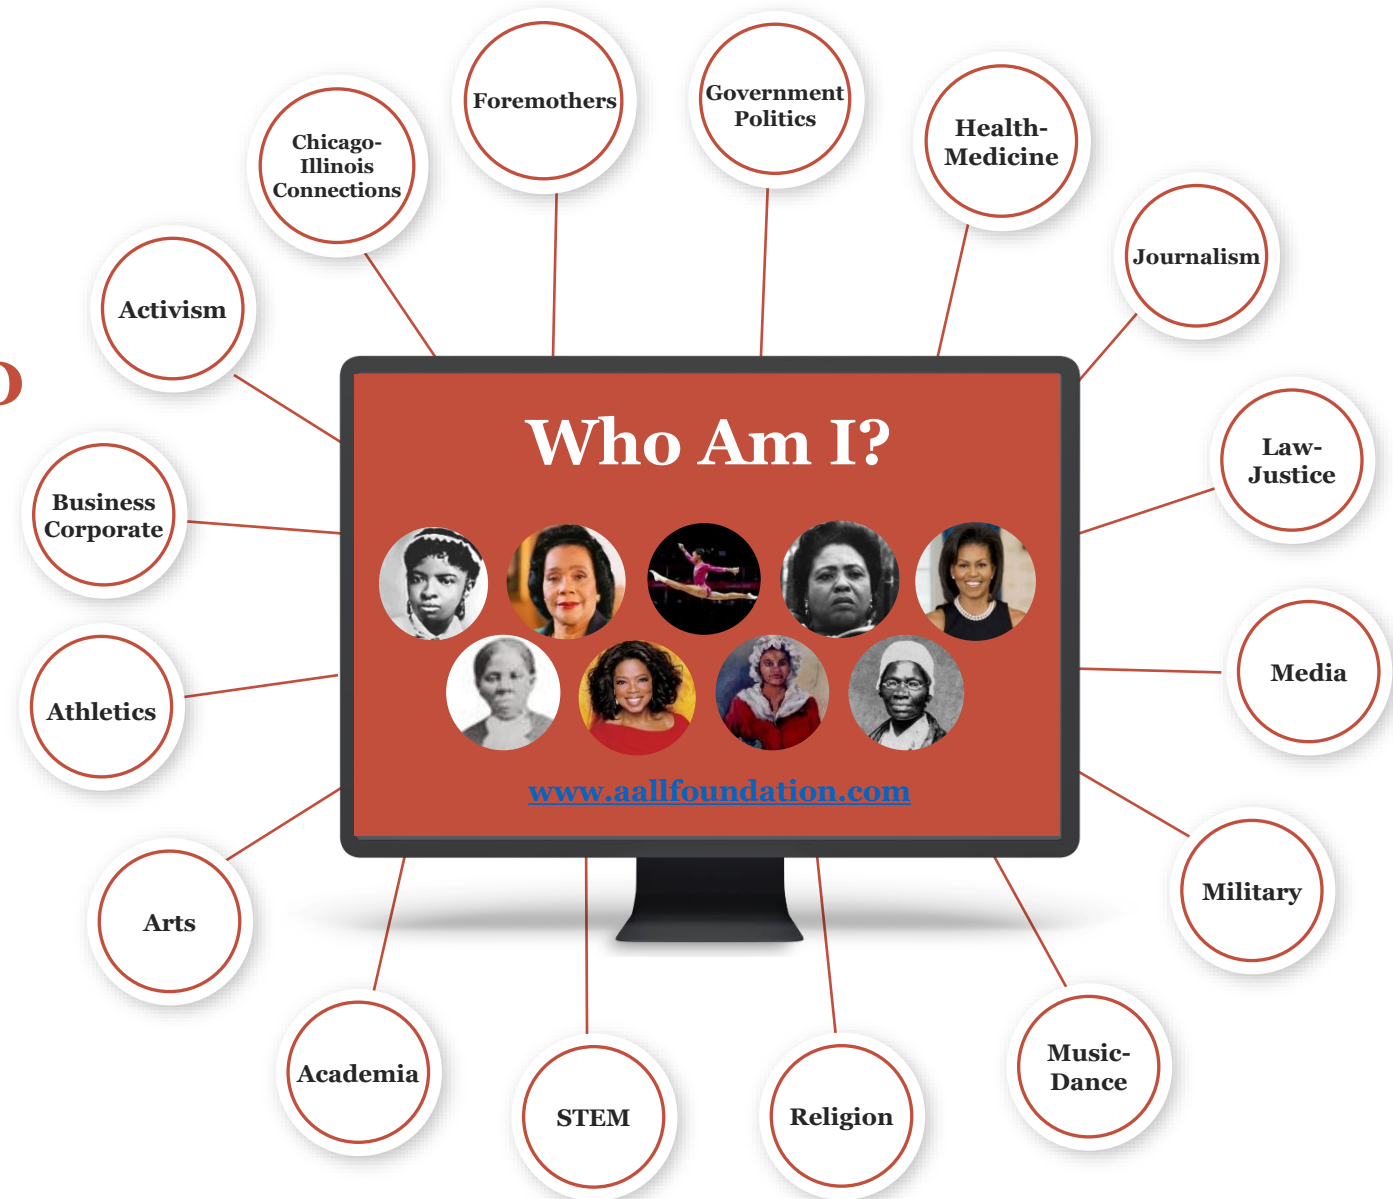 Foremothers
Government
Politics
Health-
Medicine
Chicago-
Illinois
Connections
Journalism
Activism
Who Am I?
Law-
Justice
Business
Corporate
Media
Athletics
www.aallfoundation.com
Military
Arts
Music-
Dance
Academia
STEM
Religion